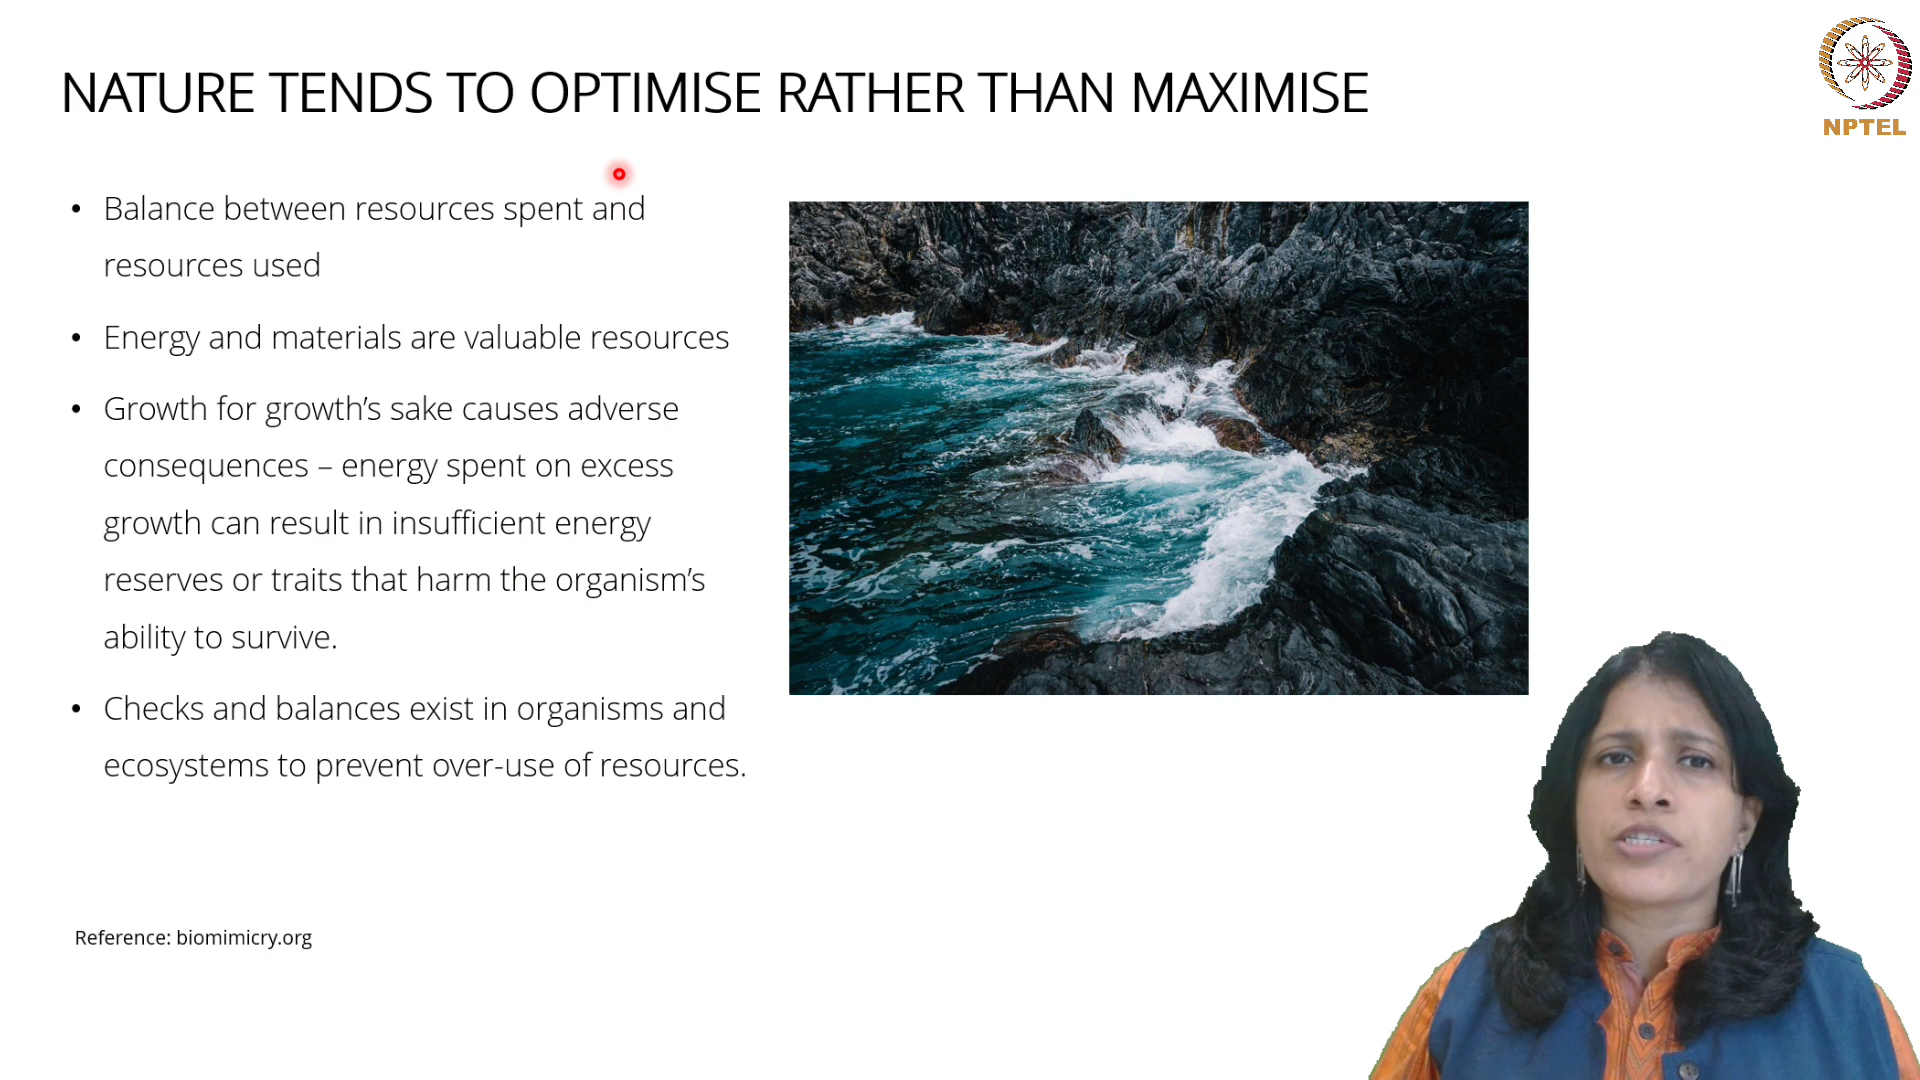 NATURE TENDS TO OPTIMISE RATHER THAN MAXIMISE
NPTEL
• Balance between resources spent and
resources used
• Energy and materials are valuable resources
• Growth for growth’s sake causes adverse
consequences – energy spent on excess
growth can result in insufficient energy
reserves or traits that harm the organism’s
ability to survive.
• Checks and balances exist in organisms and
ecosystems to prevent over-use of resources.
Reference: biomimicry.org